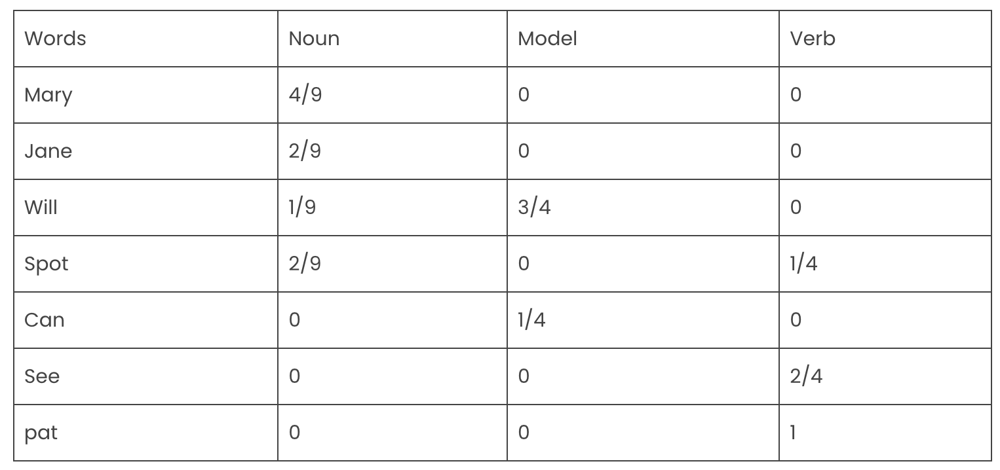 Words Noun Model Verb
Mary 4/9 0 0
Jane 2/9 0 0
Will 1/9 3/4 0
Spot 2/9 0 1/4
Can 0 1/4 0
See 0 0 2/4
pat 0 0 1